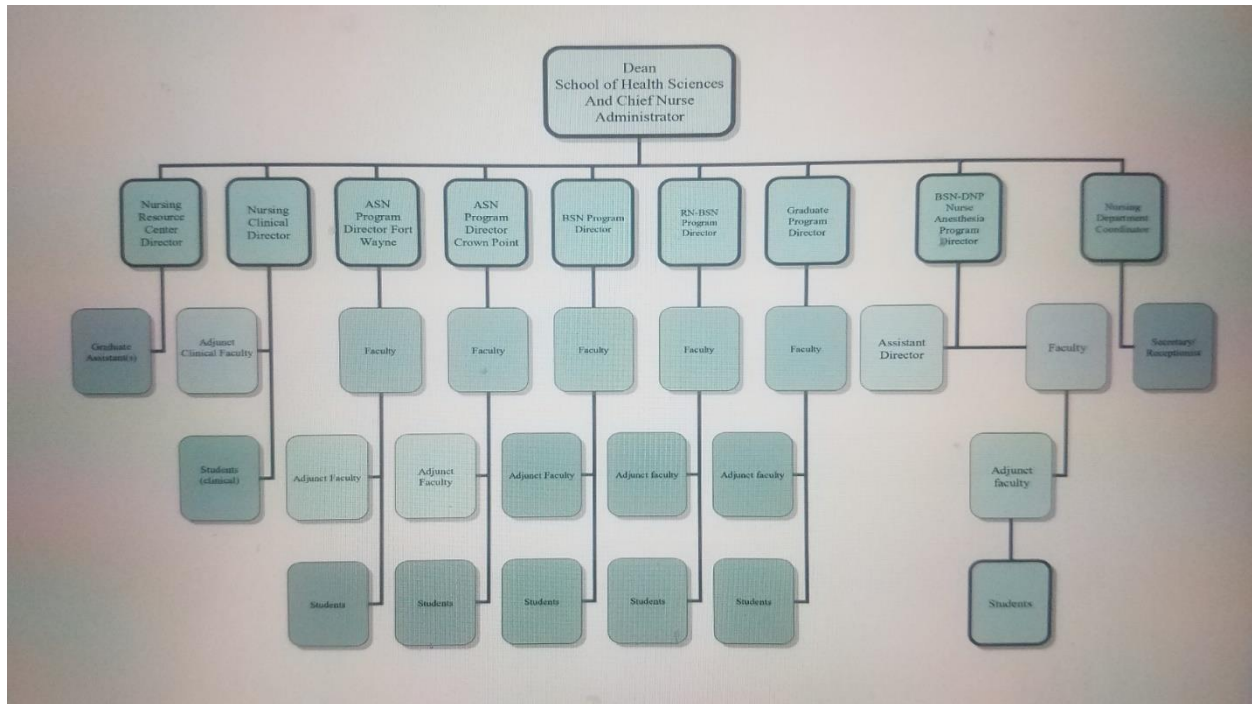 Dean
School of Health Sciences
And Chief Nurse
Administrator
Nursing
Resource
Center
Director
Nursing
Clinical
Director
ASN
Program
Director Fort
Wayne
ASN
Program
Director
Crown Point
BSN Program
Director
RN-BSN
Program
Director
Graduate
Program
Director
BSN-DNP
Nurse
Anesthesia
Program
Director
Nursing
Department
Coordinator
Graduate
Assistant(s)
Adjunct
Clinical Faculty
Faculty
Faculty
Faculty
Faculty
Faculty
Assistant
Director
Faculty
Secretary/
Receptionist
Students
(clinical)
Adjunct Faculty
Adjunct
Faculty
Adjunct Faculty
Adjunct faculty
Adjunct faculty
Adjunct
faculty
Students
Students
Students
Students
Students
Students